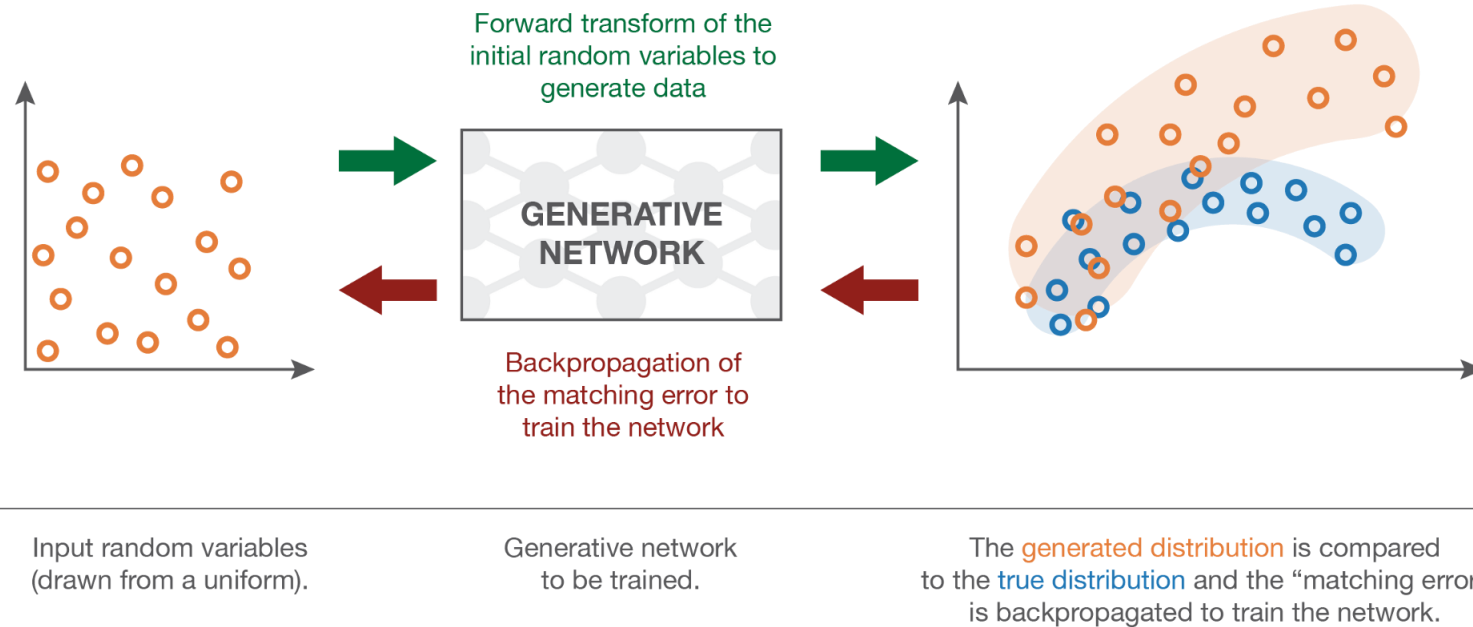 Forward transform of the
initial random variables to
generate data
GENERATIVE
NETWORK
Backpropagation of
the matching error to
train the network
Input random variables
(drawn from a uniform).
Generative network
to be trained.
The generated distribution is compared
to the true distribution and the “matching error
is backpropagated to train the network.